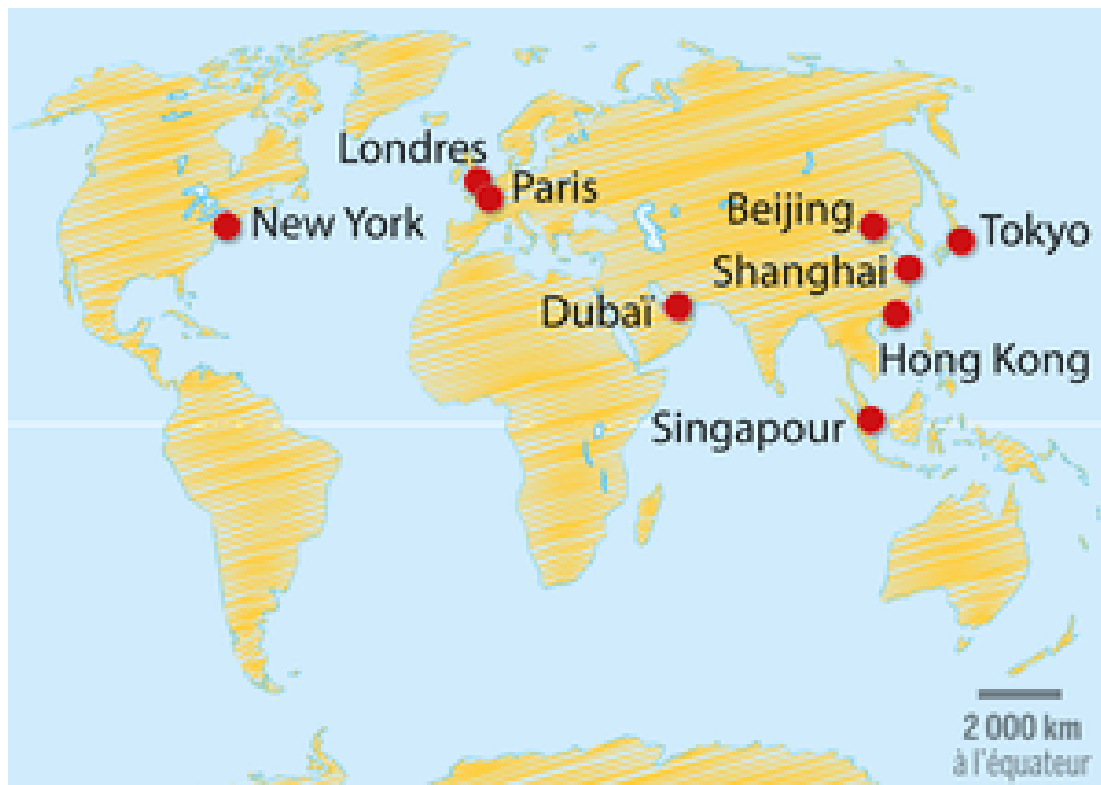 Londres
Paris
New York
Beijing
Tokyo
Shanghai
Dubaï
Hong Kong
Singapour
2 000 km
à l'équateur